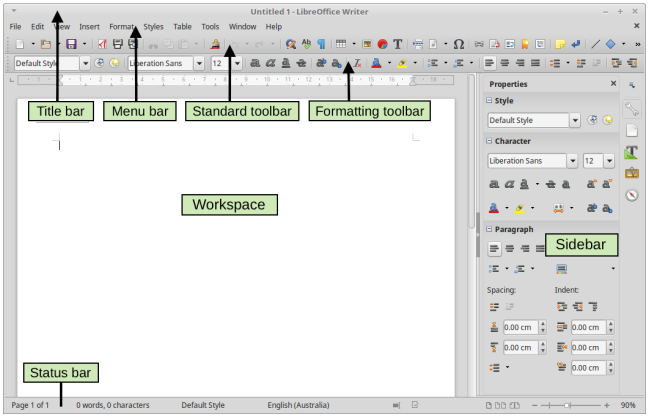 Untitled 1 - LibreOffice Writer
File Edit View Insert Format Styles Table Tools Window Help
Default Style Liberation Sans 12
Title bar Menu bar Standard toolbar Formatting toolbar
Properties
Style
Default Style
Character
Liberation Sans 12
Workspace
Paragraph
Sidebar
Spacing: Indent:
0.00 cm 0.00 cm
0.00 cm 0.00 cm
0.00 cm
Status bar
Page 1 of 1 0 words, 0 characters Default Style English (Australia) 90%